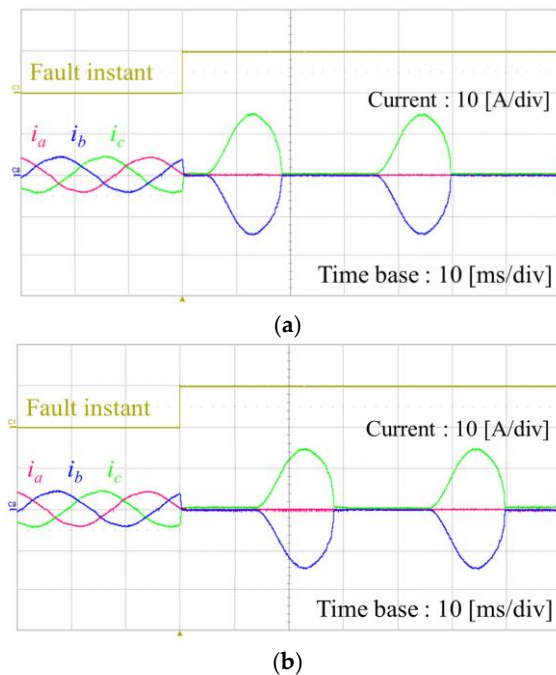 Fault instant
Current : 10 [A/div]
i_a i_b i_c
Time base : 10 [ms/div]
(a)
Fault instant
Current : 10 [A/div]
i_a i_b i_c
Time base : 10 [ms/div]
(b)